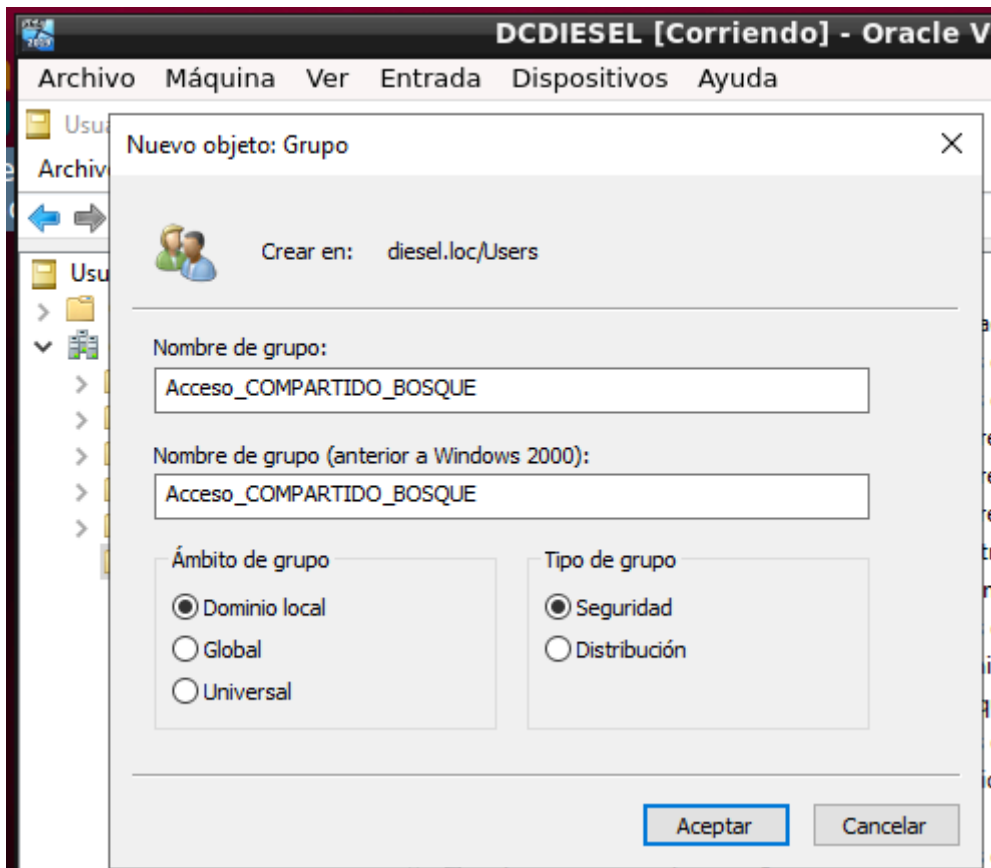 DCDIESEL [Corriendo] - Oracle V
Archivo Máquina Ver Entrada Dispositivos Ayuda
Nuevo objeto: Grupo
Crear en: diesel.loc/Users
Nombre de grupo:
Acceso_COMPARTIDO_BOSQUE
Nombre de grupo (anterior a Windows 2000):
Acceso_COMPARTIDO_BOSQUE
Ámbito de grupo
Dominio local
Global
Universal
Tipo de grupo
Seguridad
Distribución
Aceptar
Cancelar